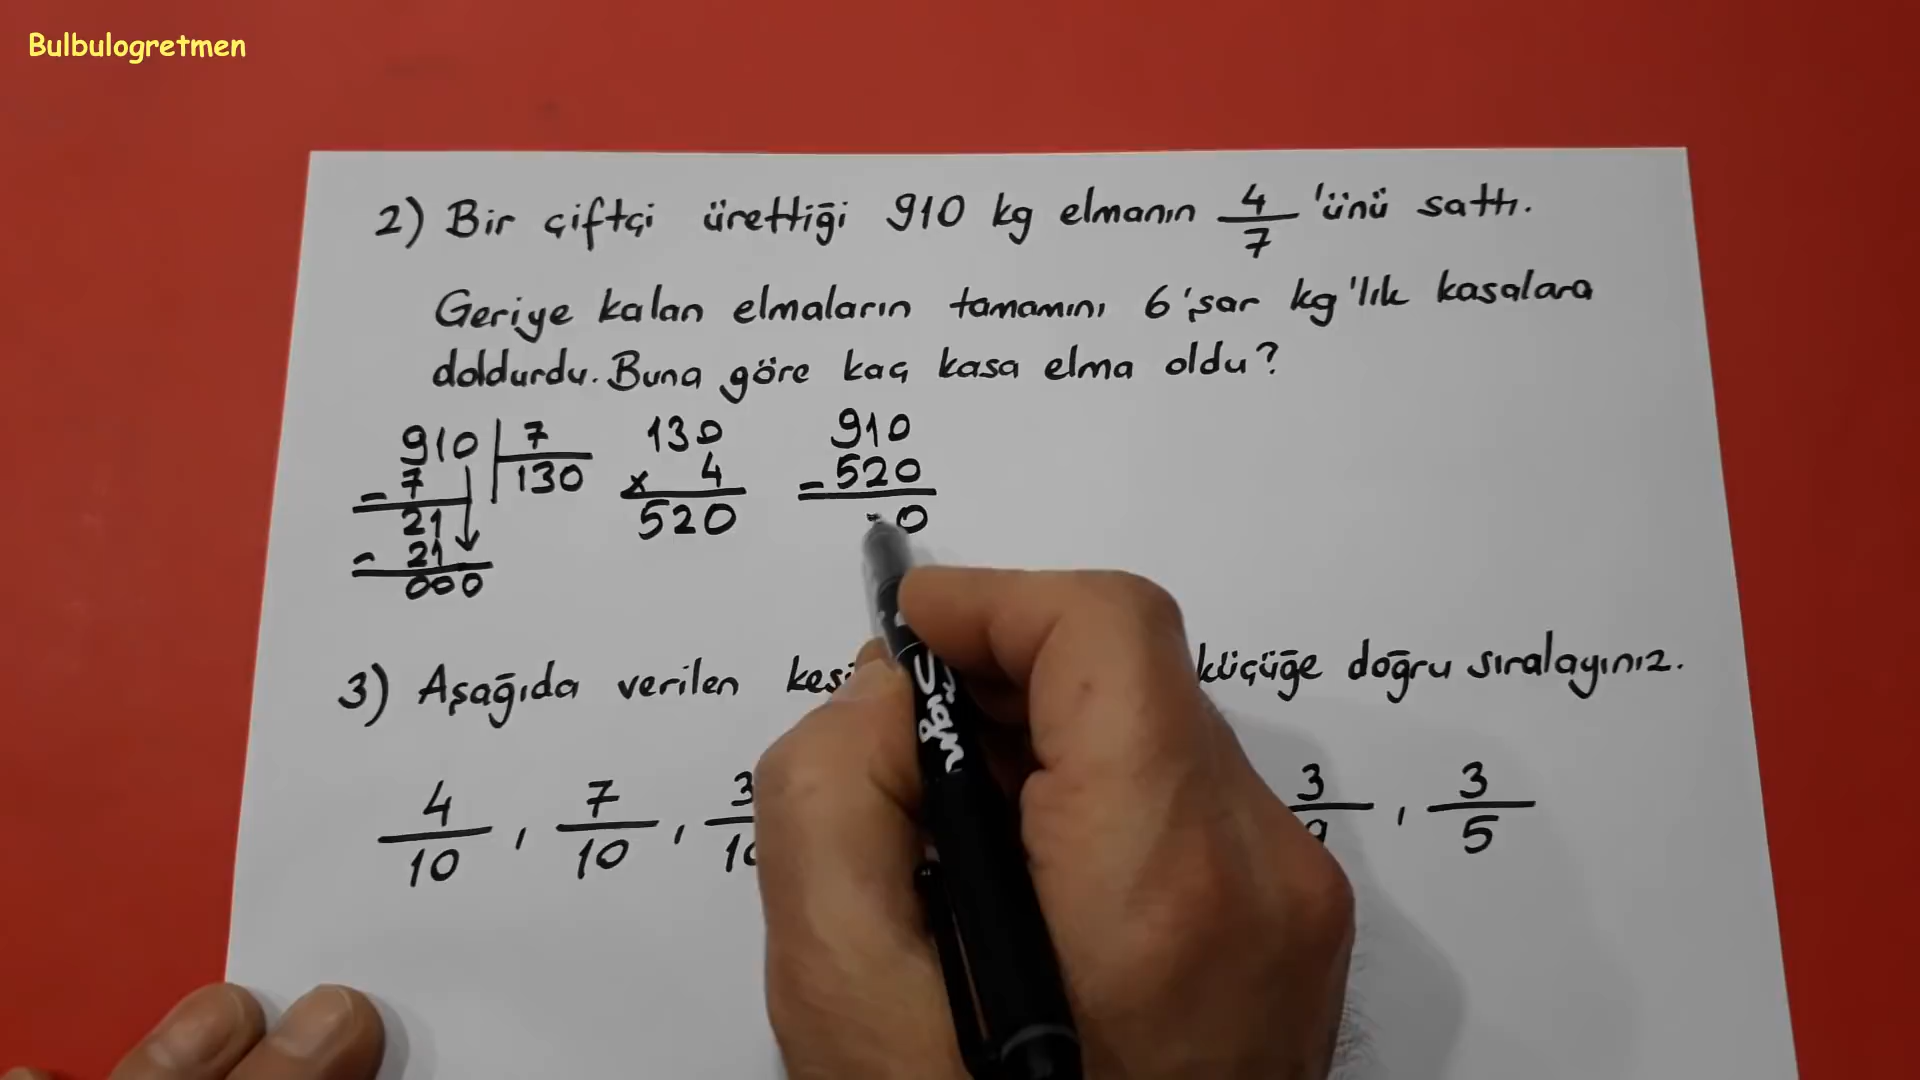 Bulbulogretmen
2) Bir çiftçi ürettiği 910 kg elmanın 4/7 'ünü sattı.
Geriye kalan elmaların tamamını 6'şar kg'lık kasalara
doldurdu. Buna göre kaç kasa elma oldu?
910 | 7
- 7 130
21
- 21
000
130
x 4
520
910
- 520
0
3) Aşağıda verilen küçüğe doğru sıralayınız.
4/10 , 7/10 , 3 , 3/5